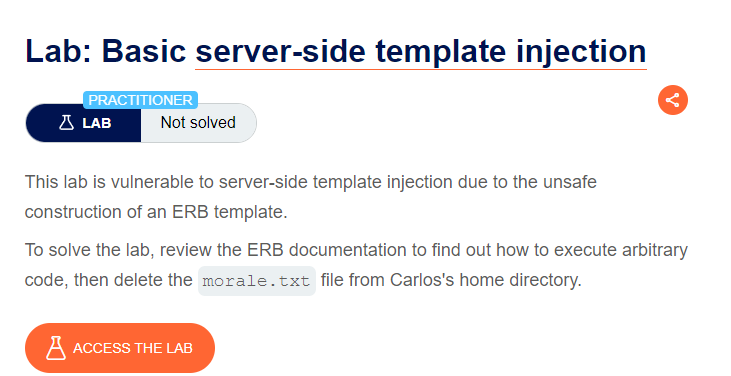 Lab: Basic server-side template injection
PRACTITIONER
LAB
Not solved
This lab is vulnerable to server-side template injection due to the unsafe
construction of an ERB template.
To solve the lab, review the ERB documentation to find out how to execute arbitrary
code, then delete the morale.txt file from Carlos's home directory.
ACCESS THE LAB